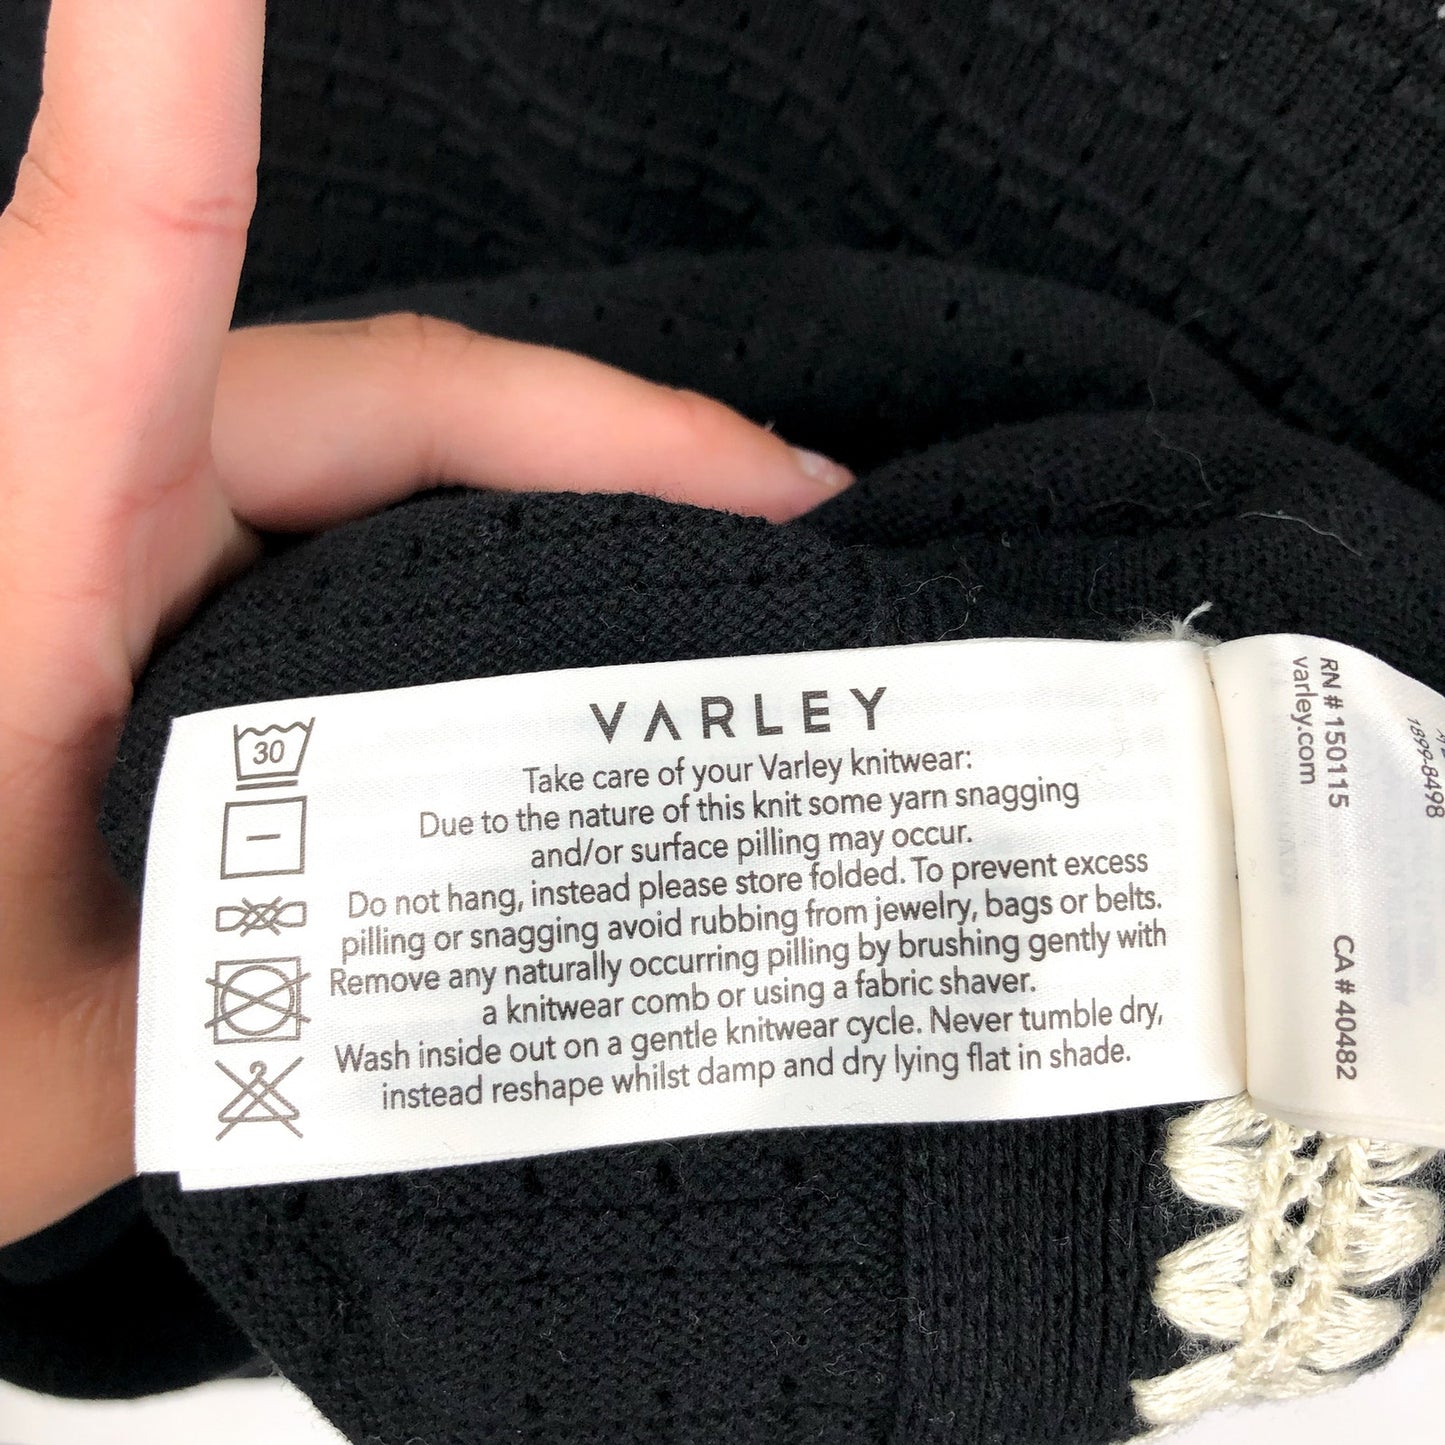 30
VARLEY
Take care of your Varley knitwear:
Due to the nature of this knit some yarn snagging
and/or surface pilling may occur.
Do not hang, instead please store folded. To prevent excess
pilling or snagging avoid rubbing from jewelry, bags or belts.
Remove any naturally occurring pilling by brushing gently with
a knitwear comb or using a fabric shaver.
Wash inside out on a gentle knitwear cycle. Never tumble dry,
instead reshape whilst damp and dry lying flat in shade.
RN # 150115 CA # 40482
varley.com
1899-8498